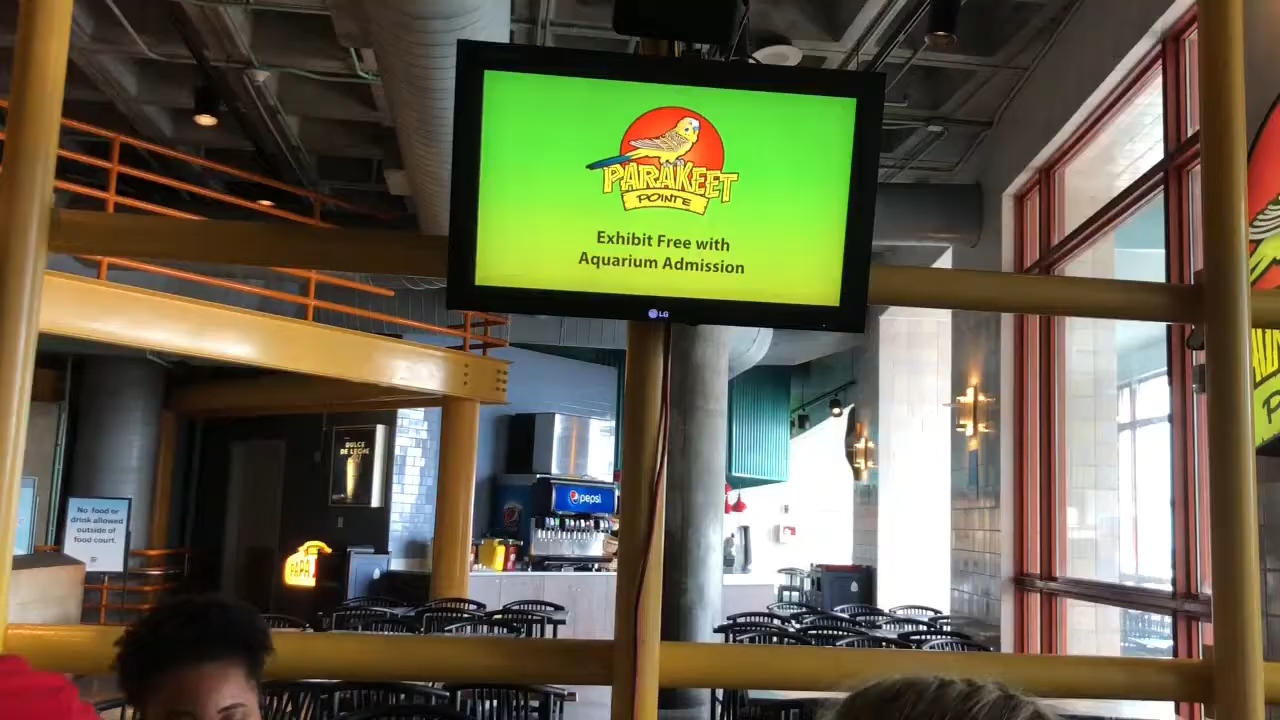 PARAKEET
POINTE
Exhibit Free with
Aquarium Admission
LG
DULCE
DE LECHE
pepsi
No food or
drink allowed
outside of
food court.
PAPA